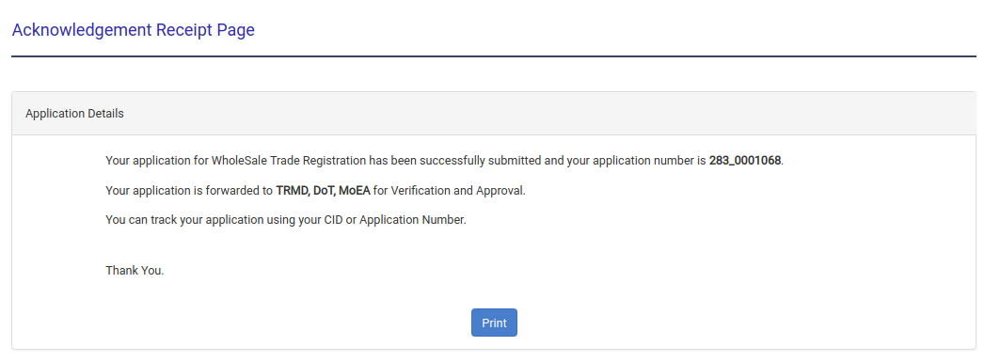 Acknowledgement Receipt Page
Application Details
Your application for WholeSale Trade Registration has been successfully submitted and your application number is 283_0001068.
Your application is forwarded to TRMD, DoT, MoEA for Verification and Approval.
You can track your application using your CID or Application Number.
Thank You.
Print